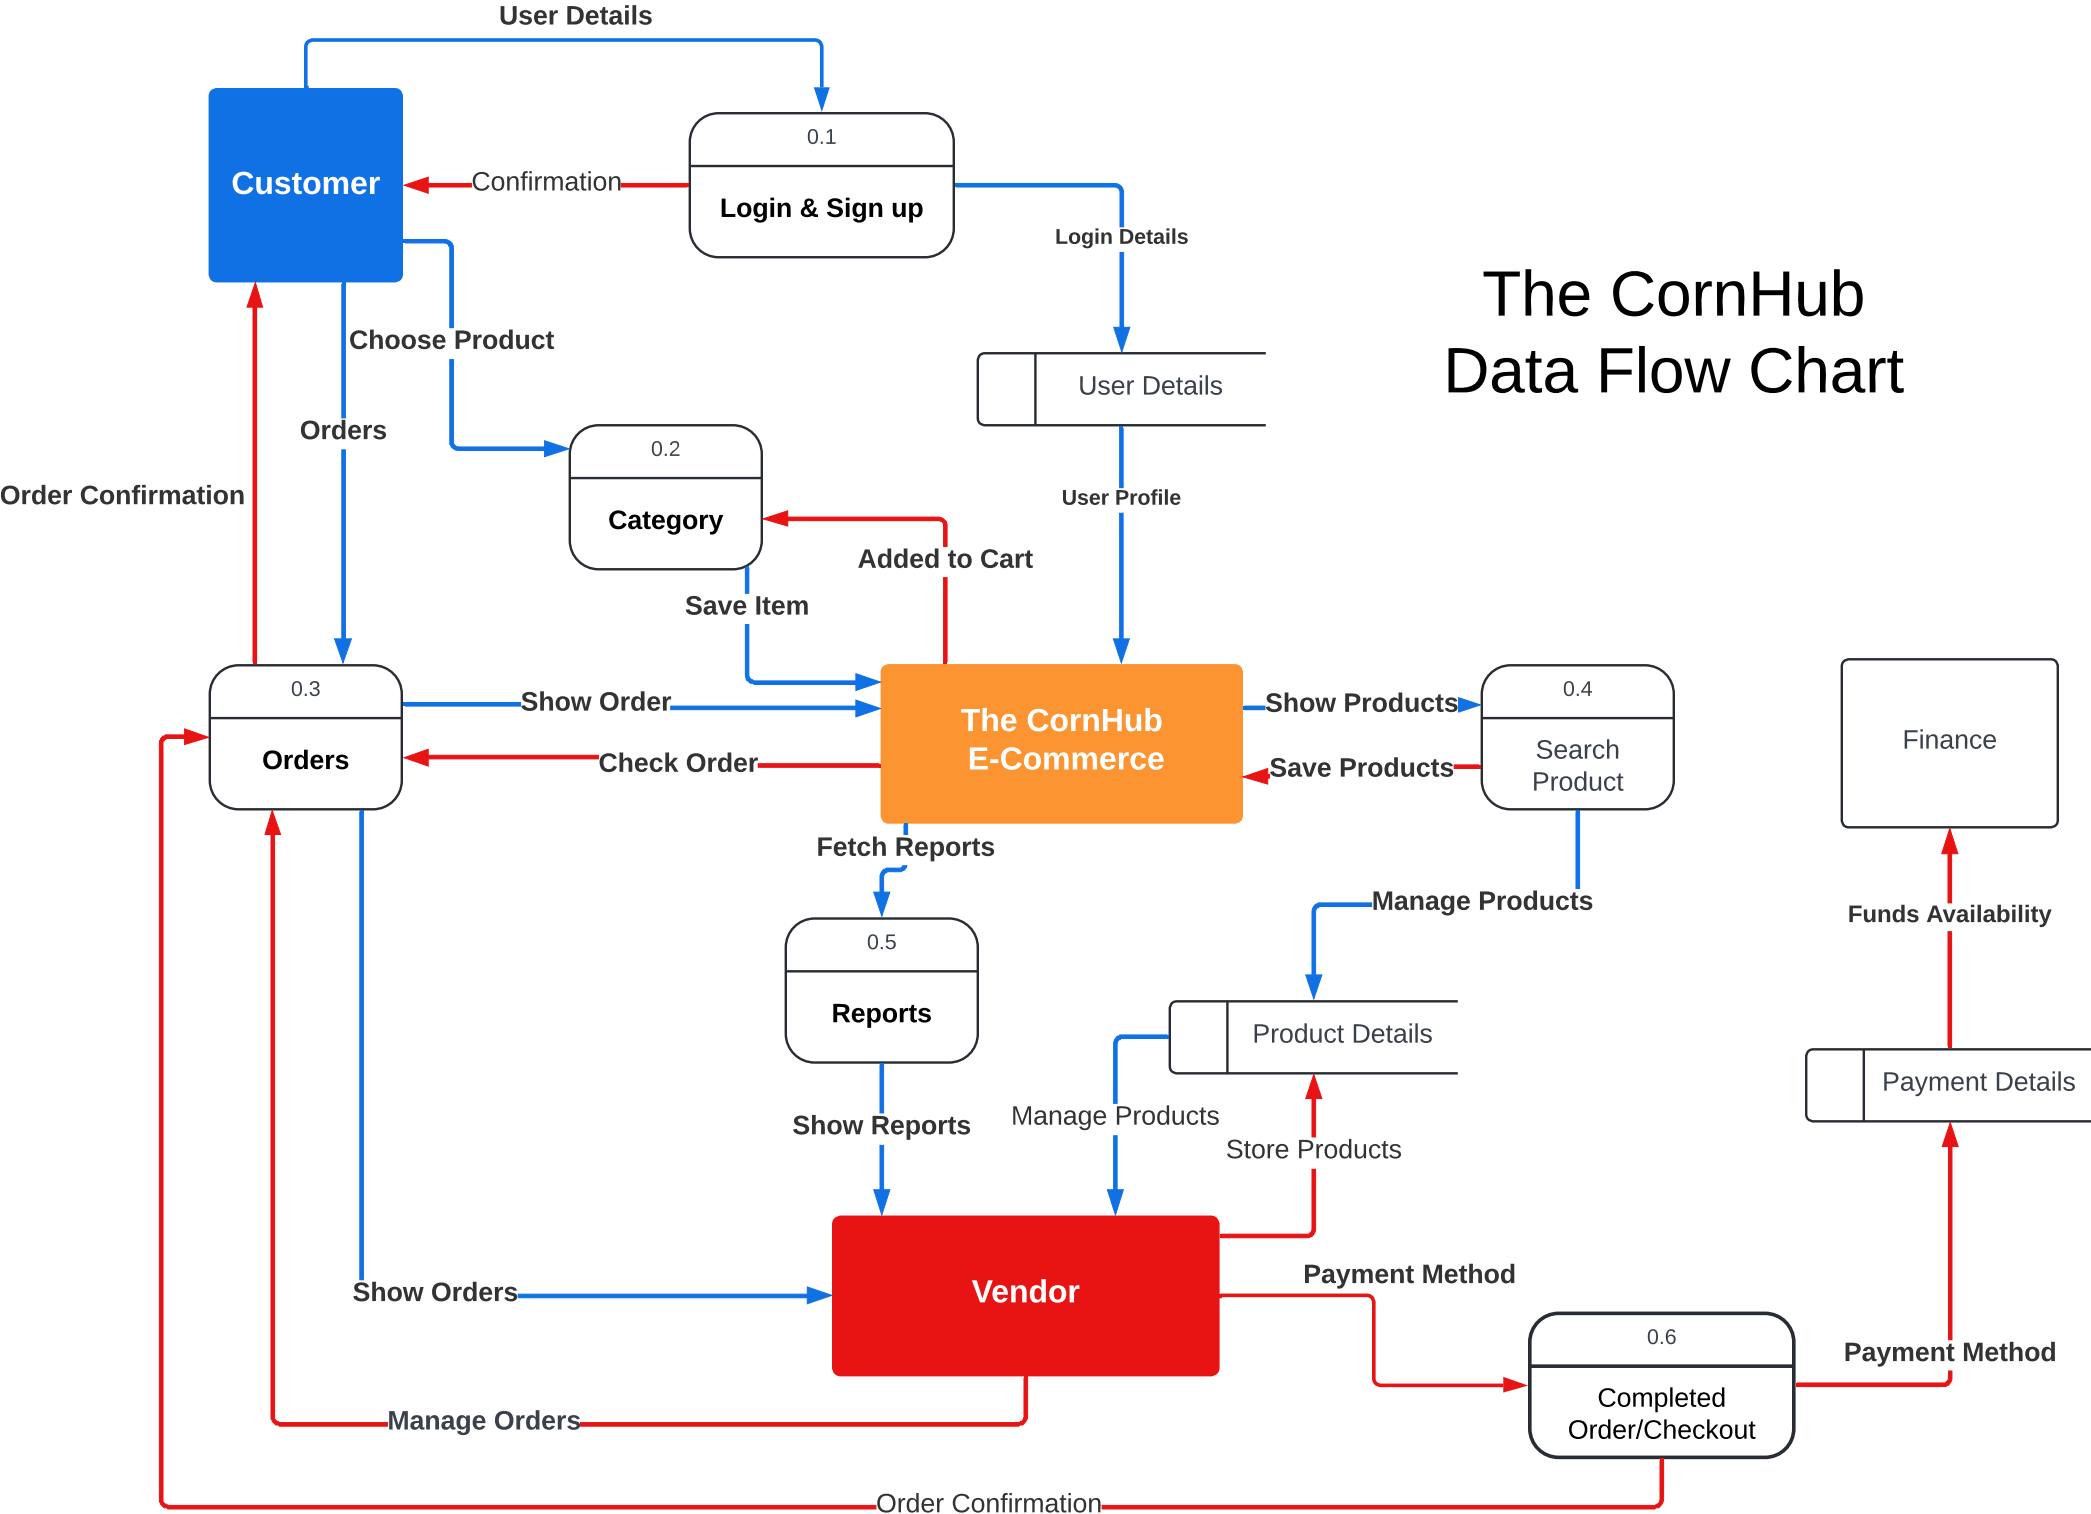 User Details
0.1
Customer
Confirmation
Login & Sign up
Login Details
The CornHub
Data Flow Chart
Choose Product
User Details
Orders
0.2
Order Confirmation
User Profile
Category
Added to Cart
Save Item
0.3
Show Order
The CornHub
E-Commerce
Show Products
0.4
Orders
Check Order
Save Products
Search
Product
Finance
Fetch Reports
Manage Products
Funds Availability
0.5
Reports
Product Details
Payment Details
Show Reports
Manage Products
Store Products
Show Orders
Vendor
Payment Method
0.6
Payment Method
Completed
Order/Checkout
Manage Orders
Order Confirmation